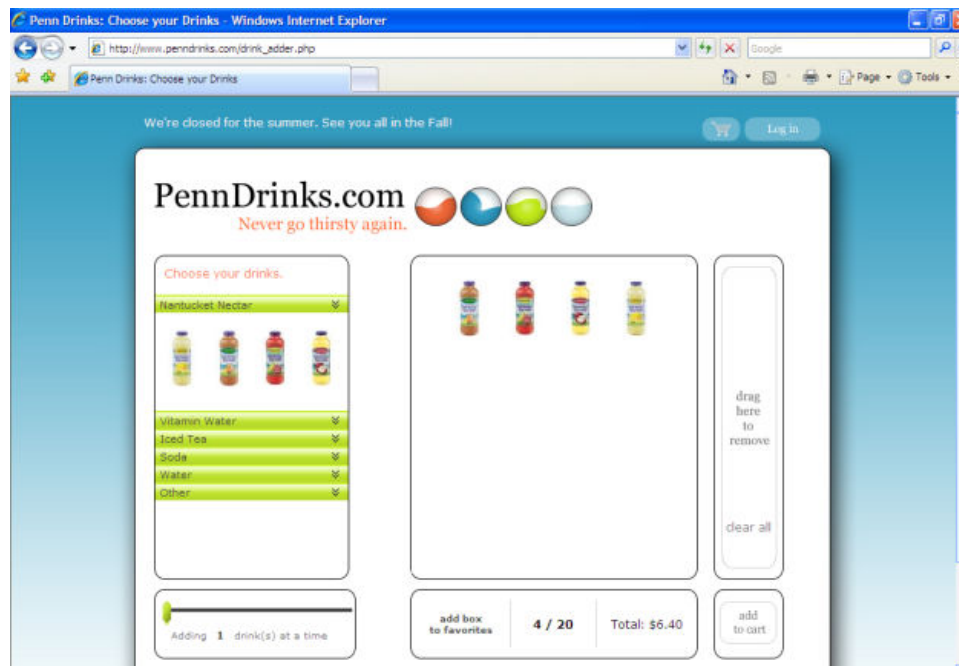 Penn Drinks: Choose your Drinks - Windows Internet Explorer
http://www.penndrinks.com/drink_adder.php
Google
Penn Drinks: Choose your Drinks
Page
Tools
We're closed for the summer. See you all in the Fall!
Log in
PennDrinks.com
Never go thirsty again.
Choose your drinks.
Nantucket Nectar
Vitamin Water
Iced Tea
Soda
Water
Other
drag
here
to
remove
clear all
Adding 1 drink(s) at a time
add box
to favorites
4 / 20
Total: $6.40
add
to cart